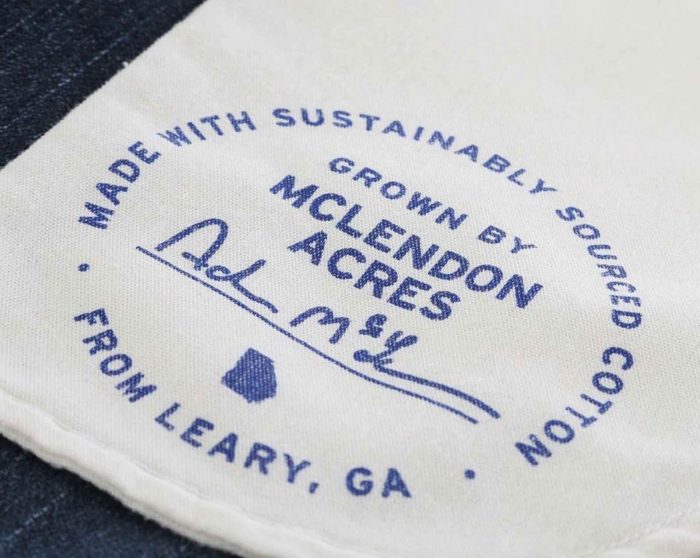 MADE WITH SUSTAINABLY SOURCED COTTON
GROWN BY
MCLENDON
ACRES
FROM LEARY, GA